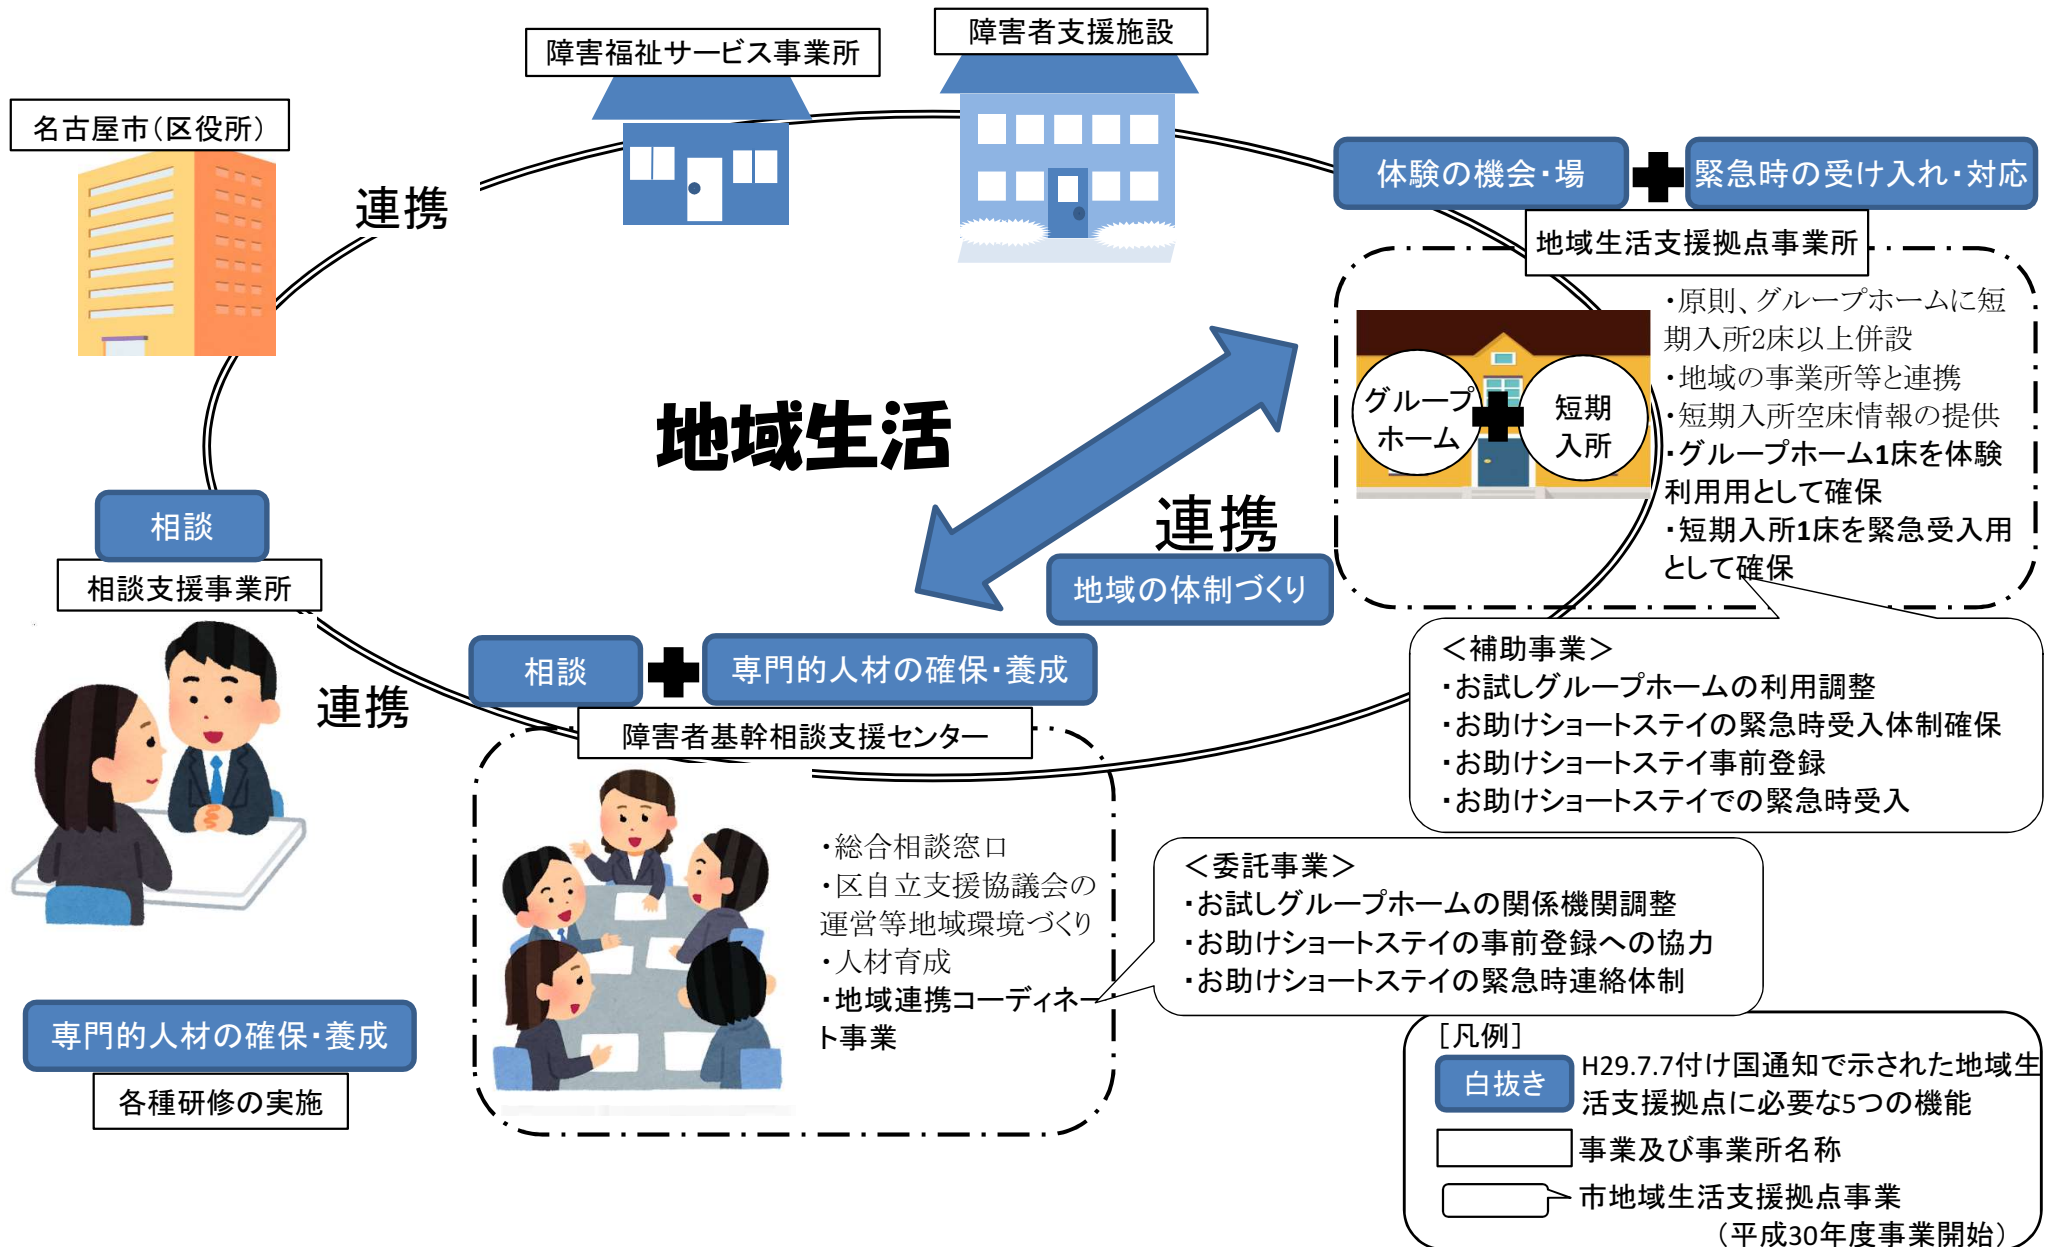 障害者支援施設
障害福祉サービス事業所
名古屋市（区役所）
連携
体験の機会・場
緊急時の受け入れ・対応
地域生活支援拠点事業所
・原則、グループホームに短
期入所2床以上併設
・地域の事業所等と連携
・短期入所空床情報の提供
・グループホーム1床を体験
利用用として確保
・短期入所1床を緊急受入用
として確保
グループ
ホーム
短期
入所
地域生活
連携
地域の体制づくり
相談
相談支援事業所
連携
相談
専門的人材の確保・養成
障害者基幹相談支援センター
・総合相談窓口
・区自立支援協議会の
運営等地域環境づくり
・人材育成
・地域連携コーディネー
ト事業
＜補助事業＞
・お試しグループホームの利用調整
・お助けショートステイの緊急時受入体制確保
・お助けショートステイ事前登録
・お助けショートステイでの緊急時受入
＜委託事業＞
・お試しグループホームの関係機関調整
・お助けショートステイの事前登録への協力
・お助けショートステイの緊急時連絡体制
専門的人材の確保・養成
各種研修の実施
［凡例］
白抜き
H29.7.7付け国通知で示された地域生
活支援拠点に必要な5つの機能
事業及び事業所名称
市地域生活支援拠点事業
（平成30年度事業開始）